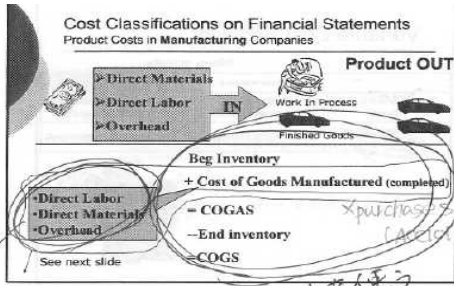 Cost Classifications on Financial Statements
Product Costs in Manufacturing Companies
Product OUT
➢Direct Materials
➢Direct Labor
➢Overhead
IN
Work In Process
Finished Goods
Beg Inventory
+ Cost of Goods Manufactured (completed)
= COGAS
--End inventory
=COGS
•Direct Labor
•Direct Materials
•Overhead
See next slide
purchases